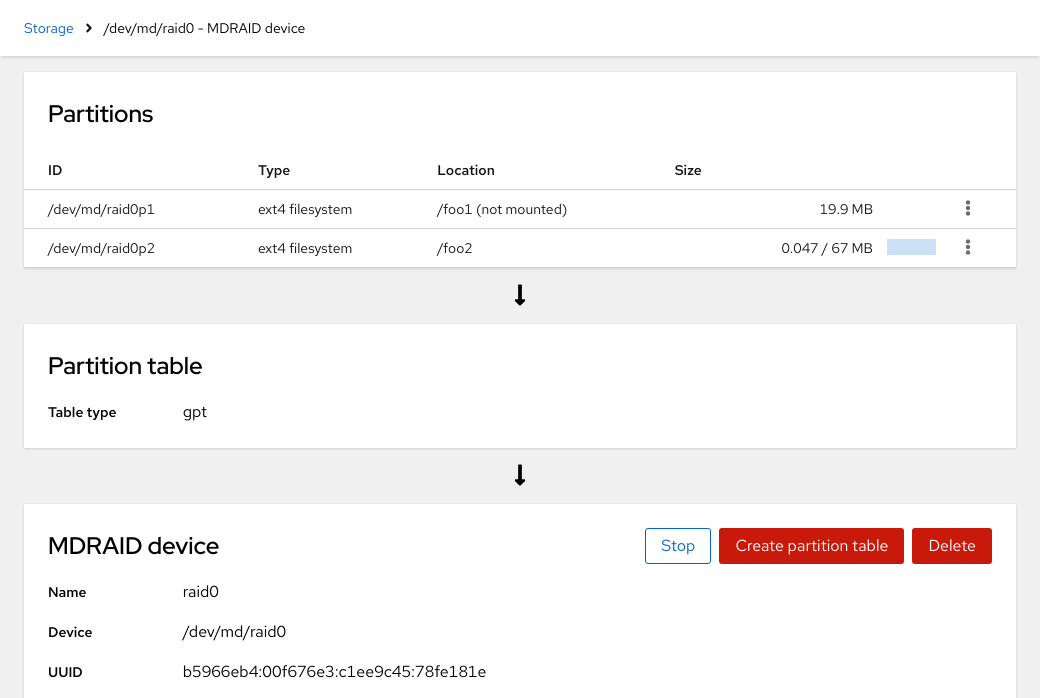 Storage > /dev/md/raid0 - MDRAID device
Partitions
ID Type Location Size
/dev/md/raid0p1 ext4 filesystem /foo1 (not mounted) 19.9 MB
/dev/md/raid0p2 ext4 filesystem /foo2 0.047 / 67 MB
Partition table
Table type gpt
MDRAID device Stop Create partition table Delete
Name raid0
Device /dev/md/raid0
UUID b5966eb4:00f676e3:c1ee9c45:78fe181e